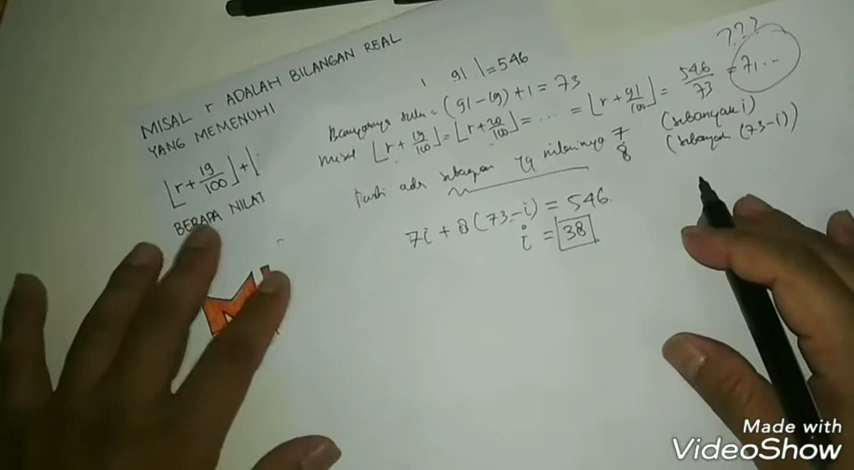 MISAL r ADALAH BILANGAN REAL
YANG MEMENUHI
⌊r + 19/100⌋ + ⌊
91 ⌋ = 546
BERAPA NILAI
Banyaknya suku = (91 - 19) + 1 = 73
misal ⌊r + 19/100⌋ = ⌊r + 20/100⌋ = ... = ⌊r + 91/100⌋ = 546/73 = 7,...
???
Pasti ada sebagian yg nilainya 7 (sebanyak i)
8 (sebanyak (73-i))
7i + 8(73-i) = 546
i = 38
Made with
VideoShow